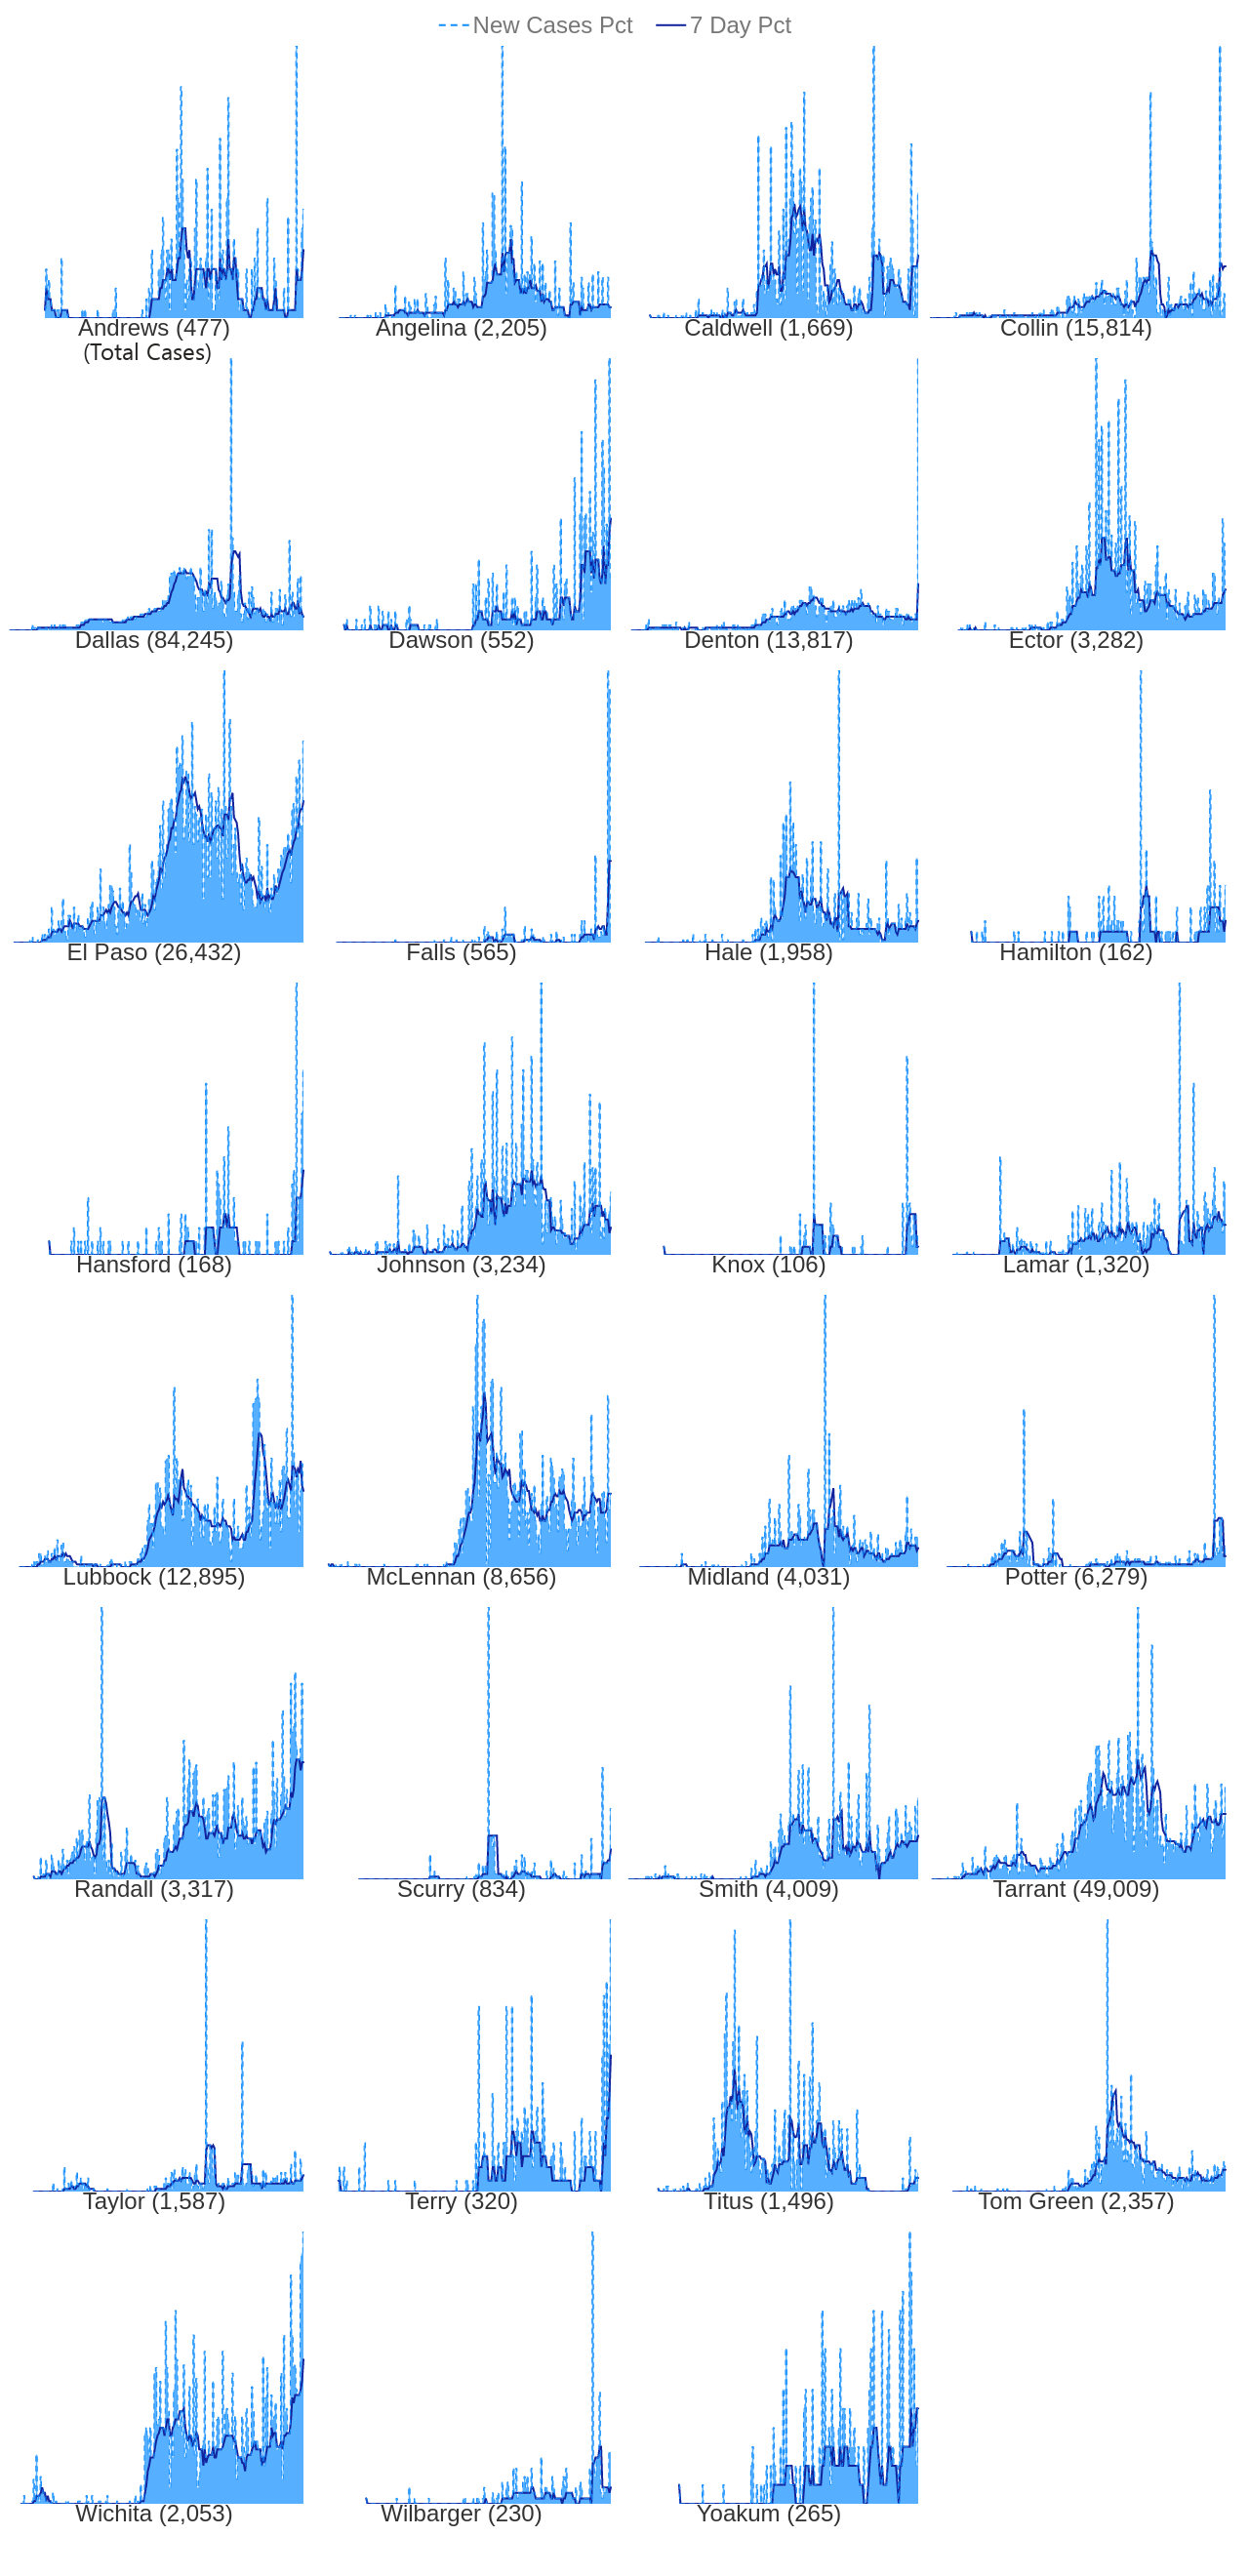 New Cases Pct 7 Day Pct
Andrews (477) Angelina (2,205) Caldwell (1,669) Collin (15,814)
(Total Cases)
Dallas (84,245) Dawson (552) Denton (13,817) Ector (3,282)
El Paso (26,432) Falls (565) Hale (1,958) Hamilton (162)
Hansford (168) Johnson (3,234) Knox (106) Lamar (1,320)
Lubbock (12,895) McLennan (8,656) Midland (4,031) Potter (6,279)
Randall (3,317) Scurry (834) Smith (4,009) Tarrant (49,009)
Taylor (1,587) Terry (320) Titus (1,496) Tom Green (2,357)
Wichita (2,053) Wilbarger (230) Yoakum (265)